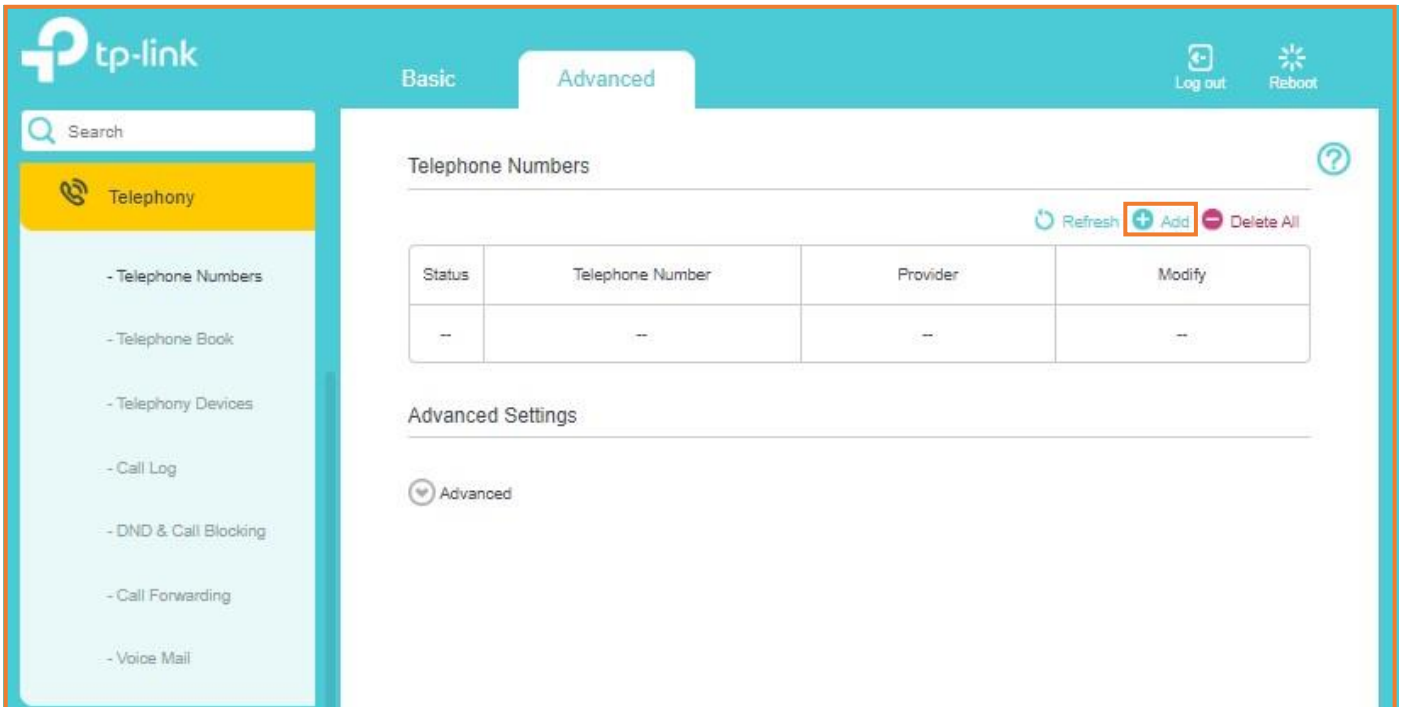 tp-link
Basic
Advanced
Log out
Reboot
Search
Telephony
- Telephone Numbers
- Telephone Book
- Telephony Devices
- Call Log
- DND & Call Blocking
- Call Forwarding
- Voice Mail
Telephone Numbers
Refresh Add Delete All
Status Telephone Number Provider Modify
-- -- -- --
Advanced Settings
Advanced